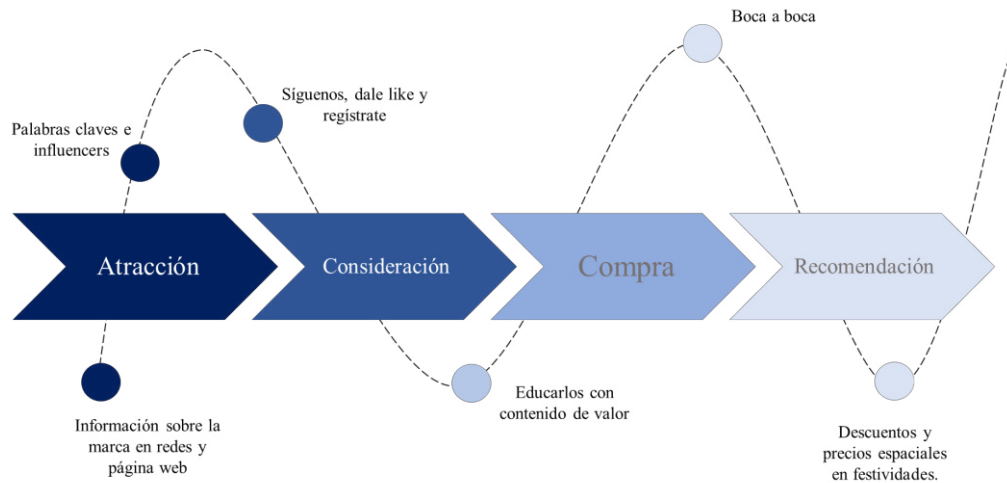 Boca a boca
Síguenos, dale like y
regístrate
Palabras claves e
influencers
Atracción
Consideración
Compra
Recomendación
Información sobre la
marca en redes y
página web
Educarlos con
contenido de valor
Descuentos y
precios espaciales
en festividades.